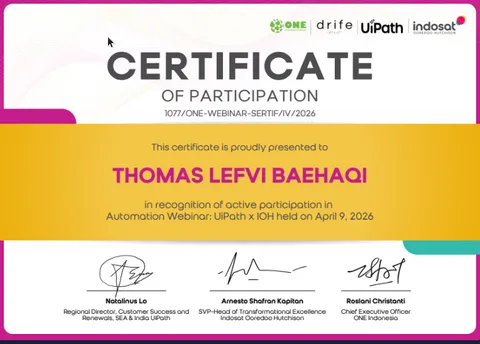 ONE
drife
UiPath
indosat
OOREDOO HUTCHISON
CERTIFICATE
OF PARTICIPATION
1077/ONE-WEBINAR-SERTIF/IV/2026
This certificate is proudly presented to
THOMAS LEFVI BAEHAQI
in recognition of active participation in
Automation Webinar: UiPath x IOH held on April 9, 2026
Natalinus Lo
Regional Director, Customer Success and
Renewals, SEA & India UiPath
Arnesto Shafran Kapitan
SVP-Head of Transformational Excellence
Indosat Ooredoo Hutchison
Roslani Christanti
Chief Executive Officer
ONE Indonesia